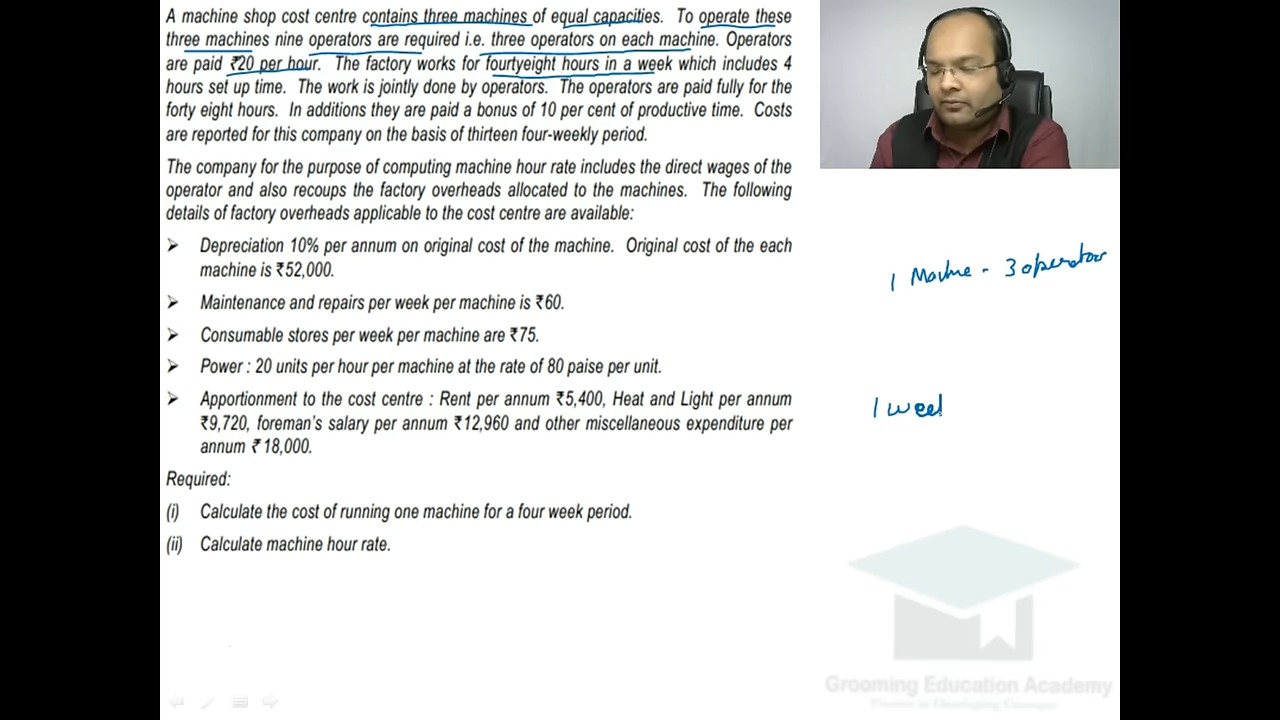 A machine shop cost centre contains three machines of equal capacities. To operate these
three machines nine operators are required i.e. three operators on each machine. Operators
are paid ₹20 per hour. The factory works for fourtyeight hours in a week which includes 4
hours set up time. The work is jointly done by operators. The operators are paid fully for the
forty eight hours. In additions they are paid a bonus of 10 per cent of productive time. Costs
are reported for this company on the basis of thirteen four-weekly period.
The company for the purpose of computing machine hour rate includes the direct wages of the
operator and also recoups the factory overheads allocated to the machines. The following
details of factory overheads applicable to the cost centre are available:
➢ Depreciation 10% per annum on original cost of the machine. Original cost of the each
machine is ₹52,000.
➢ Maintenance and repairs per week per machine is ₹60.
➢ Consumable stores per week per machine are ₹75.
➢ Power : 20 units per hour per machine at the rate of 80 paise per unit.
➢ Apportionment to the cost centre : Rent per annum ₹5,400, Heat and Light per annum
₹9,720, foreman's salary per annum ₹12,960 and other miscellaneous expenditure per
annum ₹18,000.
Required:
(i) Calculate the cost of running one machine for a four week period.
(ii) Calculate machine hour rate.
1 Machine - 3 operator
1 week
Grooming Education Academy